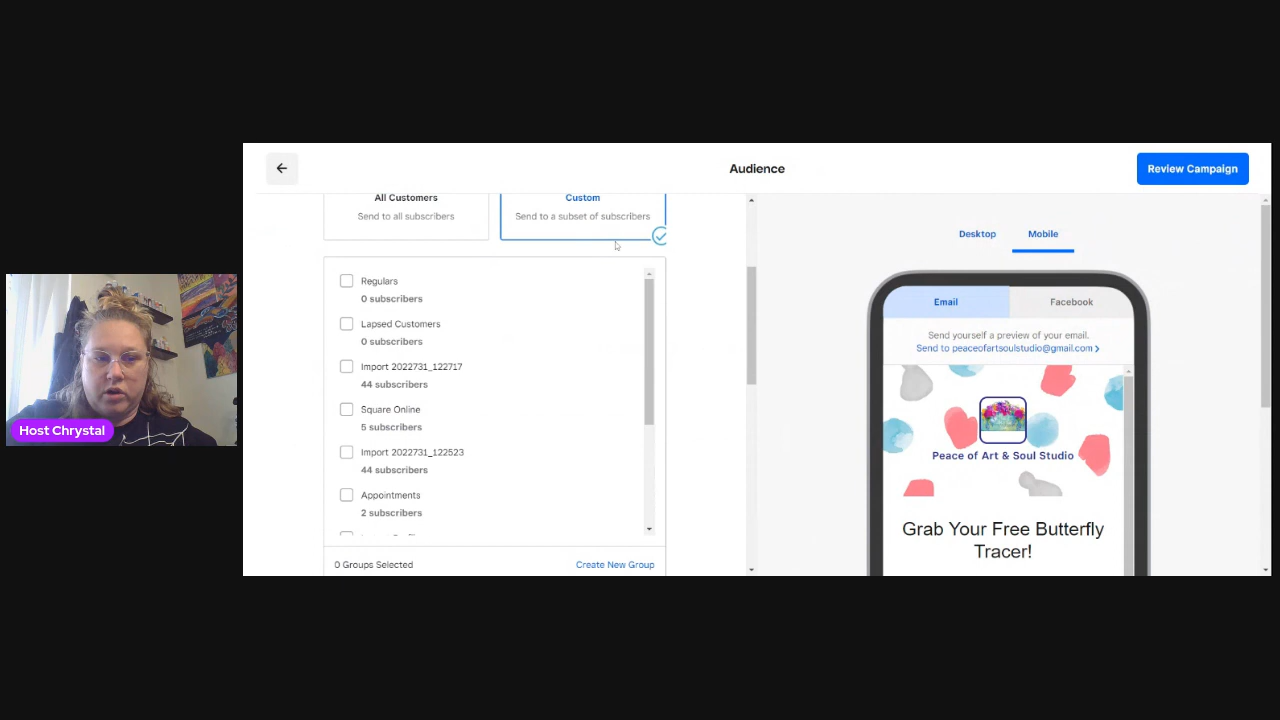 Audience
Review Campaign
All Customers
Send to all subscribers
Custom
Send to a subset of subscribers
Regulars
0 subscribers
Lapsed Customers
0 subscribers
Import 2022731_122717
44 subscribers
Square Online
5 subscribers
Import 2022731_122523
44 subscribers
Appointments
2 subscribers
0 Groups Selected
Create New Group
Desktop
Mobile
Email
Facebook
Send yourself a preview of your email.
Send to peaceofartsoulstudio@gmail.com
Peace of Art & Soul Studio
Grab Your Free Butterfly
Tracer!
Host Chrystal